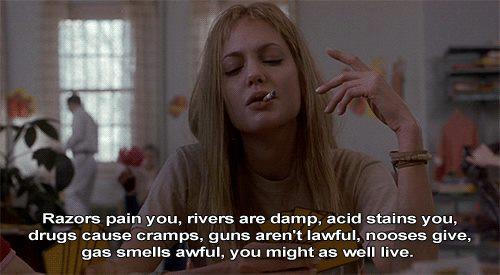 Razors pain you, rivers are damp, acid stains you,
drugs cause cramps, guns aren't lawful, nooses give,
gas smells awful, you might as well live.